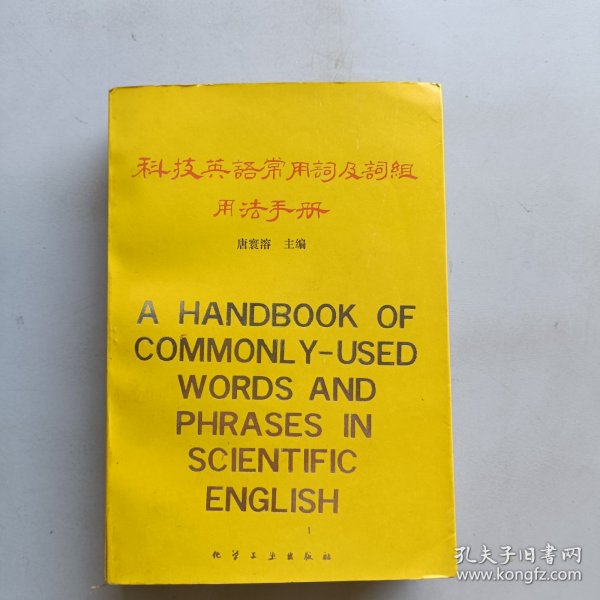 科技英語常用詞及詞組
用法手册
唐寰溶 主编
A HANDBOOK OF
COMMONLY-USED
WORDS AND
PHRASES IN
SCIENTIFIC
ENGLISH
化学工业出版社
孔夫子旧书网
www.kongfz.com